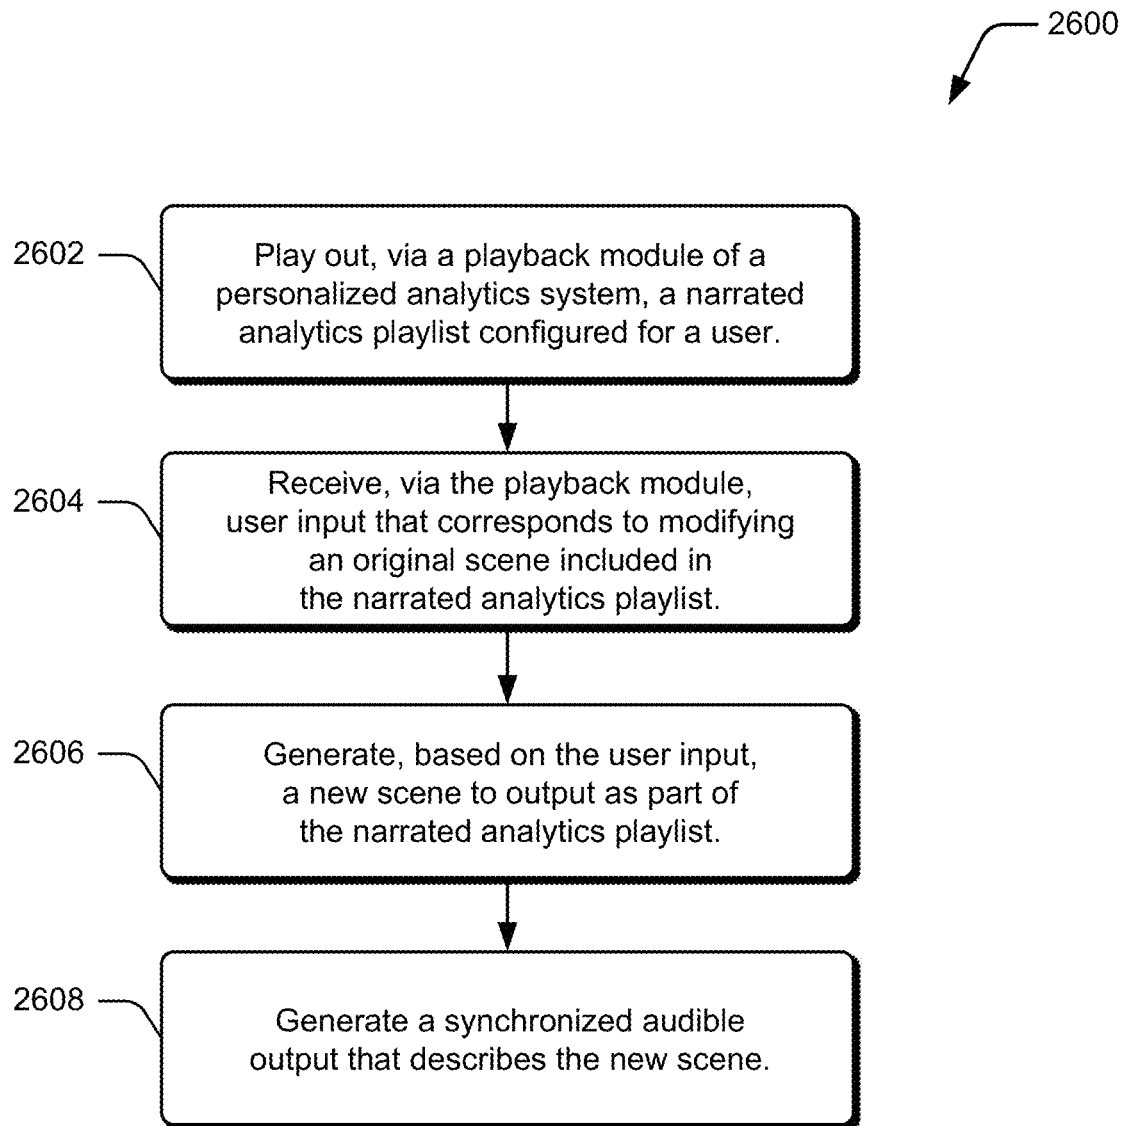 2600
2602
Play out, via a playback module of a
personalized analytics system, a narrated
analytics playlist configured for a user.
2604
Receive, via the playback module,
user input that corresponds to modifying
an original scene included in
the narrated analytics playlist.
2606
Generate, based on the user input,
a new scene to output as part of
the narrated analytics playlist.
2608
Generate a synchronized audible
output that describes the new scene.